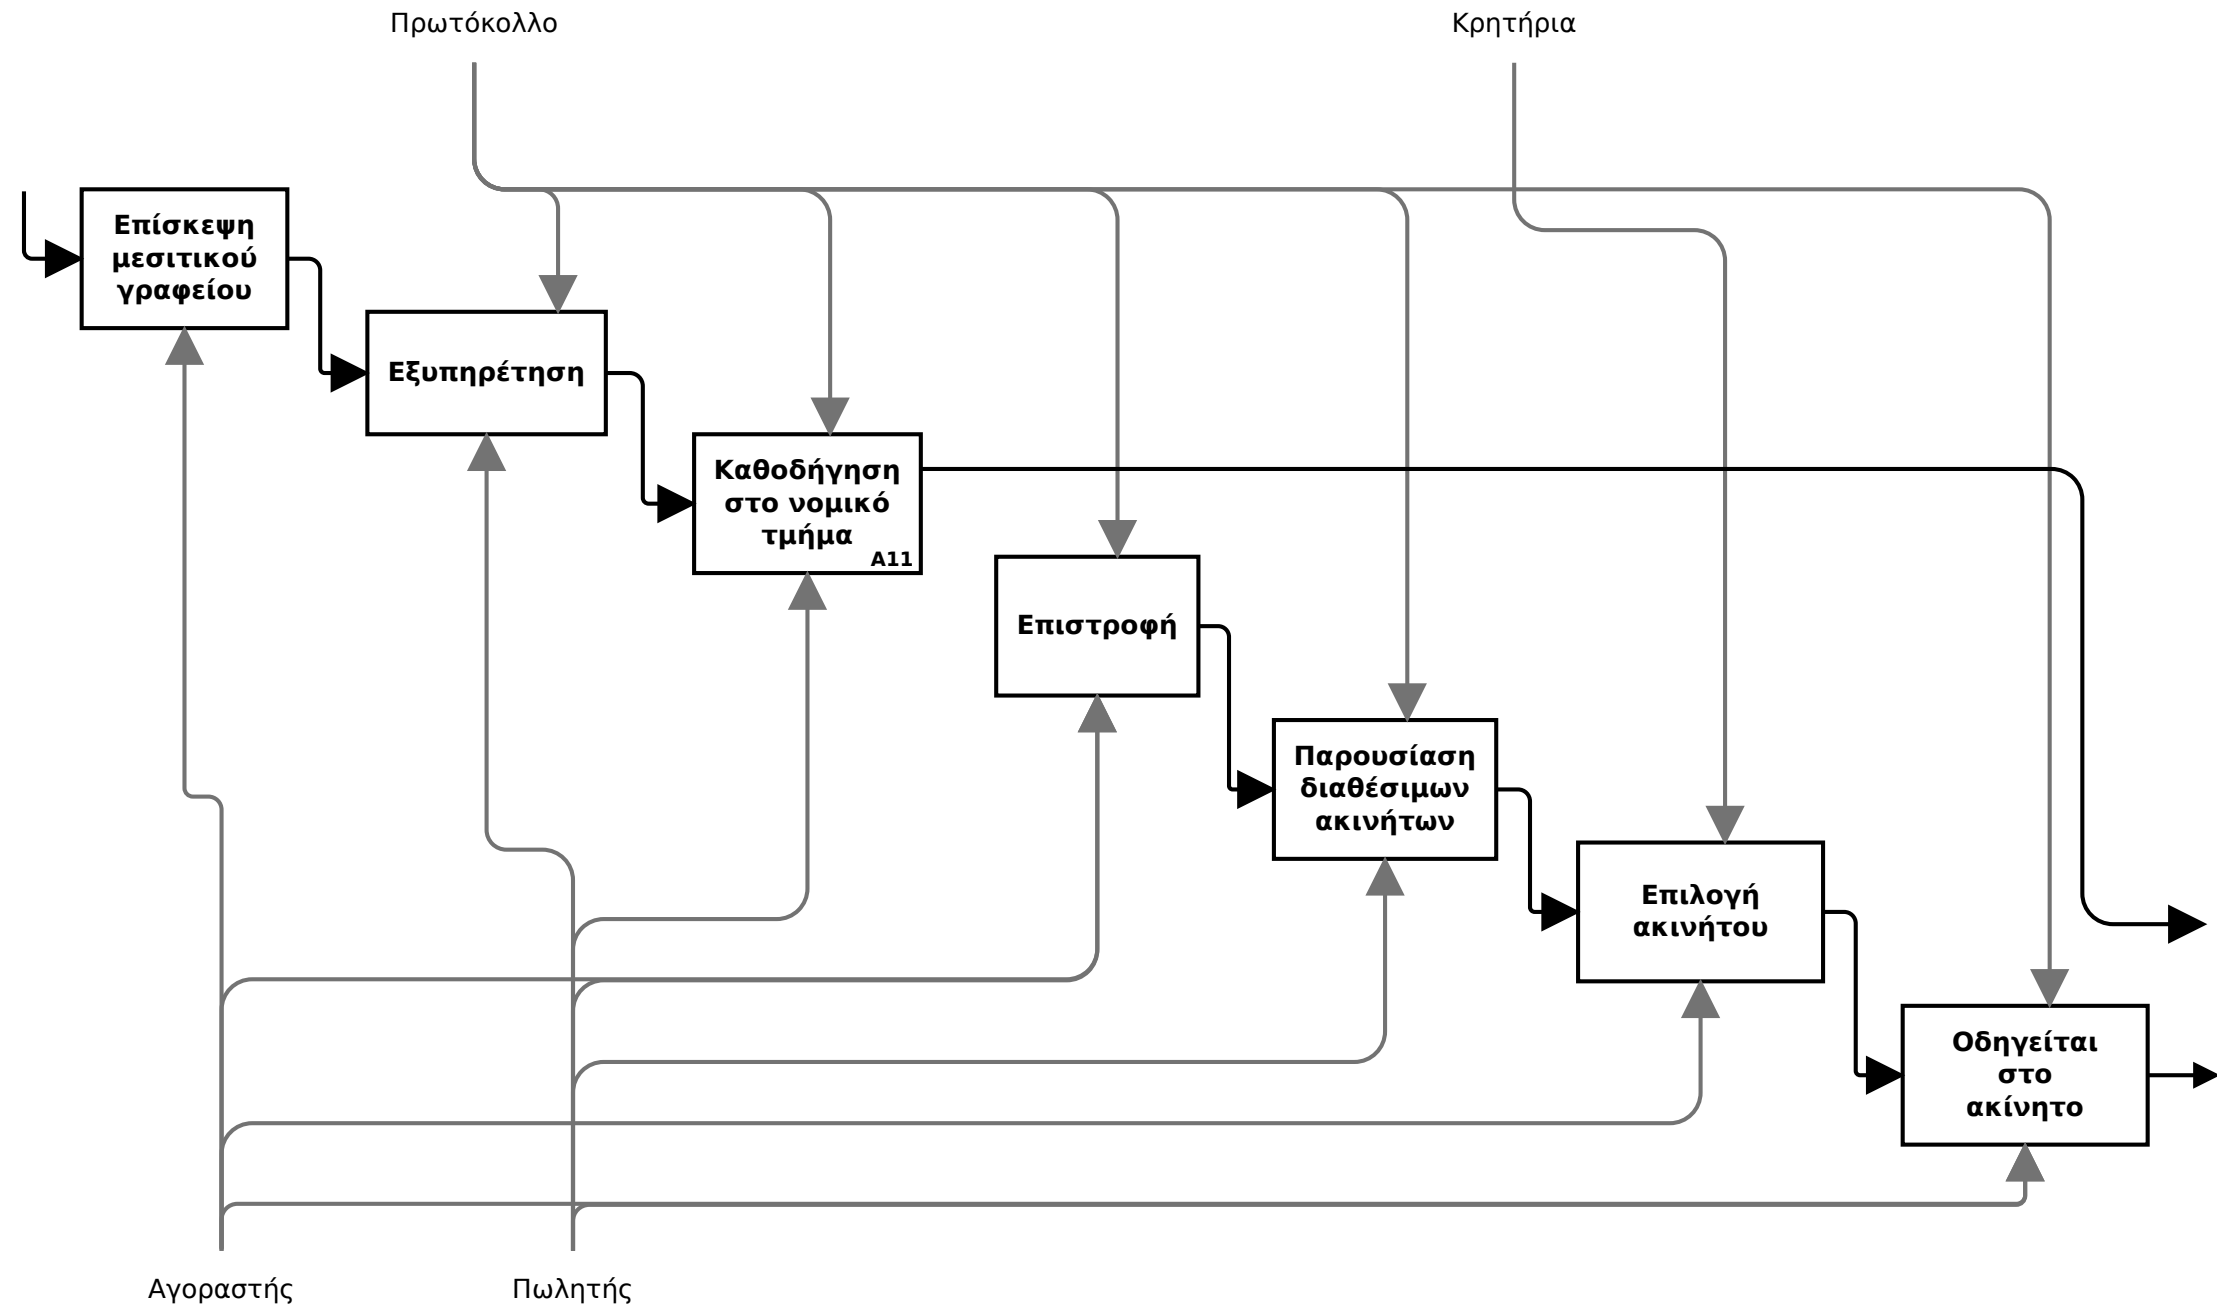 Πρωτόκολλο
Κρητήρια
Επίσκεψη
μεσιτικού
γραφείου
Εξυπηρέτηση
Καθοδήγηση
στο νομικό
τμήμα
A11
Επιστροφή
Παρουσίαση
διαθέσιμων
ακινήτων
Επιλογή
ακινήτου
Οδηγείται
στο
ακίνητο
Αγοραστής
Πωλητής